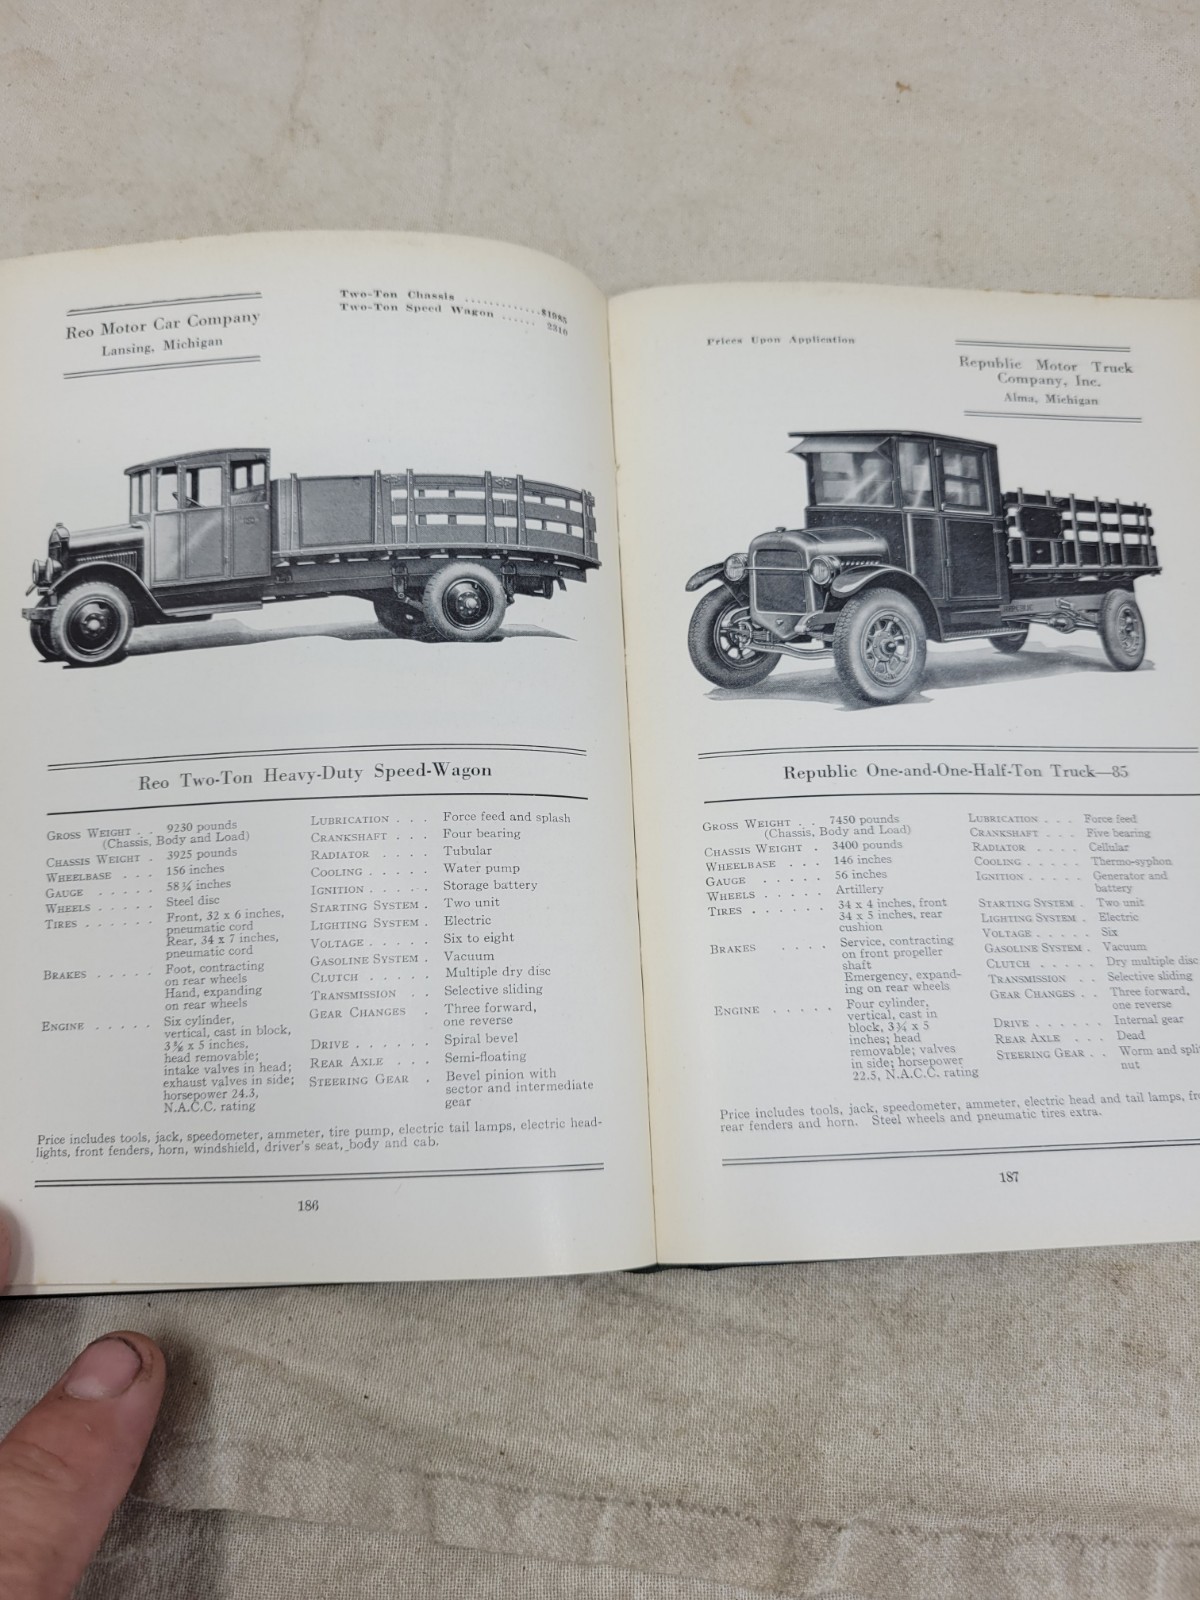 Reo Motor Car Company
Lansing, Michigan
Two-Ton Chassis ............$1985
Two-Ton Speed Wagon ...... 2310
Reo Two-Ton Heavy-Duty Speed-Wagon
Gross Weight . . 9230 pounds
(Chassis, Body and Load)
Chassis Weight . 3925 pounds
Wheelbase . . . 156 inches
Gauge . . . . . 58¼ inches
Wheels . . . . . Steel disc
Tires . . . . . . Front, 32 x 6 inches,
pneumatic cord
Rear, 34 x 7 inches,
pneumatic cord
Brakes . . . . . Foot, contracting
on rear wheels
Hand, expanding
on rear wheels
Engine . . . . . Six cylinder,
vertical, cast in block,
x 5 inches,
head removable;
intake valves in head;
exhaust valves in side;
horsepower 24.3,
N.A.C.C. rating
Lubrication . . . Force feed and splash
Crankshaft . . . Four bearing
Radiator . . . . Tubular
Cooling . . . . . Water pump
Ignition . . . . . Storage battery
Starting System . Two unit
Lighting System . Electric
Voltage . . . . . Six to eight
Gasoline System . Vacuum
Clutch . . . . . Multiple dry disc
Transmission . . Selective sliding
Gear Changes . Three forward,
one reverse
Drive . . . . . . Spiral bevel
Rear Axle . . . Semi-floating
Steering Gear . Bevel pinion with
sector and intermediate
gear
Price includes tools, jack, speedometer, ammeter, tire pump, electric tail lamps, electric head-
lights, front fenders, horn, windshield, driver's seat, body and cab.
186
Prices Upon Application
Republic Motor Truck
Company, Inc.
Alma, Michigan
REPUBLIC
Republic One-and-One-Half-Ton Truck—85
Gross Weight . . 7450 pounds
(Chassis, Body and Load)
Chassis Weight . 3400 pounds
Wheelbase . . . 146 inches
Gauge . . . . . 56 inches
Wheels . . . . . Artillery
Tires . . . . . . 34 x 4 inches, front
34 x 5 inches, rear
cushion
Brakes . . . . Service, contracting
on front propeller
shaft
Emergency, expand-
ing on rear wheels
Engine . . . . . Four cylinder,
vertical, cast in
block, 3¾ x 5
inches; head
removable; valves
in side; horsepower
22.5, N.A.C.C. rating
Lubrication . . . Force feed
Crankshaft . . . Five bearing
Radiator . . . . Cellular
Cooling . . . . . Thermo-syphon
Ignition . . . . . Generator and
battery
Starting System . Two unit
Lighting System . Electric
Voltage . . . . . Six
Gasoline System . Vacuum
Clutch . . . . . Dry multiple disc
Transmission . . Selective sliding
Gear Changes . . Three forward,
one reverse
Drive . . . . . . Internal gear
Rear Axle . . . Dead
Steering Gear . . Worm and spli
nut
Price includes tools, jack, speedometer, ammeter, electric head and tail lamps, fro
rear fenders and horn. Steel wheels and pneumatic tires extra.
187